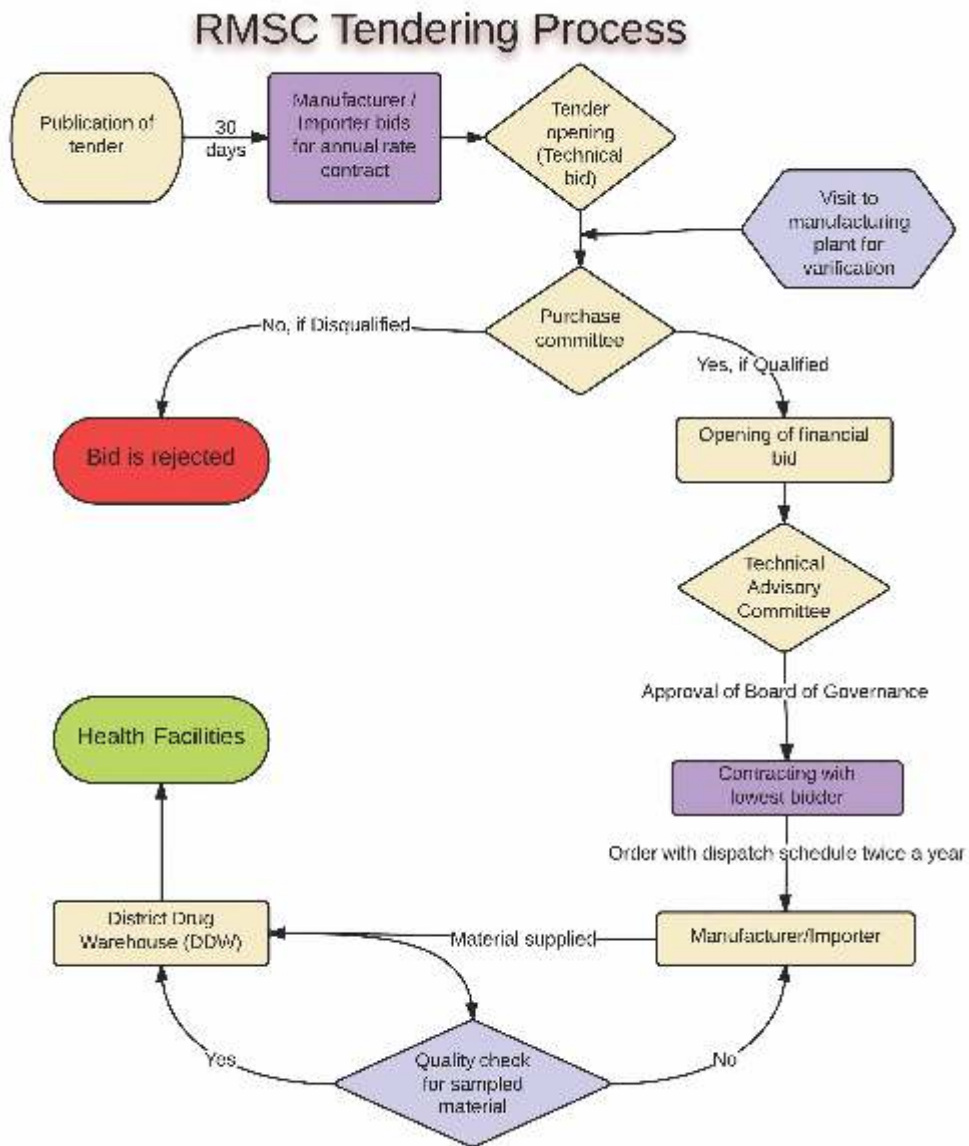 RMSC Tendering Process
Publication of
tender
30
days
Manufacturer /
Importer bids
for annual rate
contract
Tender
opening
(Technical
bid)
Visit to
manufacturing
plant for
varification
No, if Disqualified
Purchase
committee
Yes, if Qualified
Bid is rejected
Opening of financial
bid
Technical
Advisory
Committee
Approval of Board of Governance
Health Facilities
Contracting with
lowest bidder
Order with dispatch schedule twice a year
District Drug
Warehouse (DDW)
Material supplied
Manufacturer/Importer
Yes
Quality check
for sampled
material
No